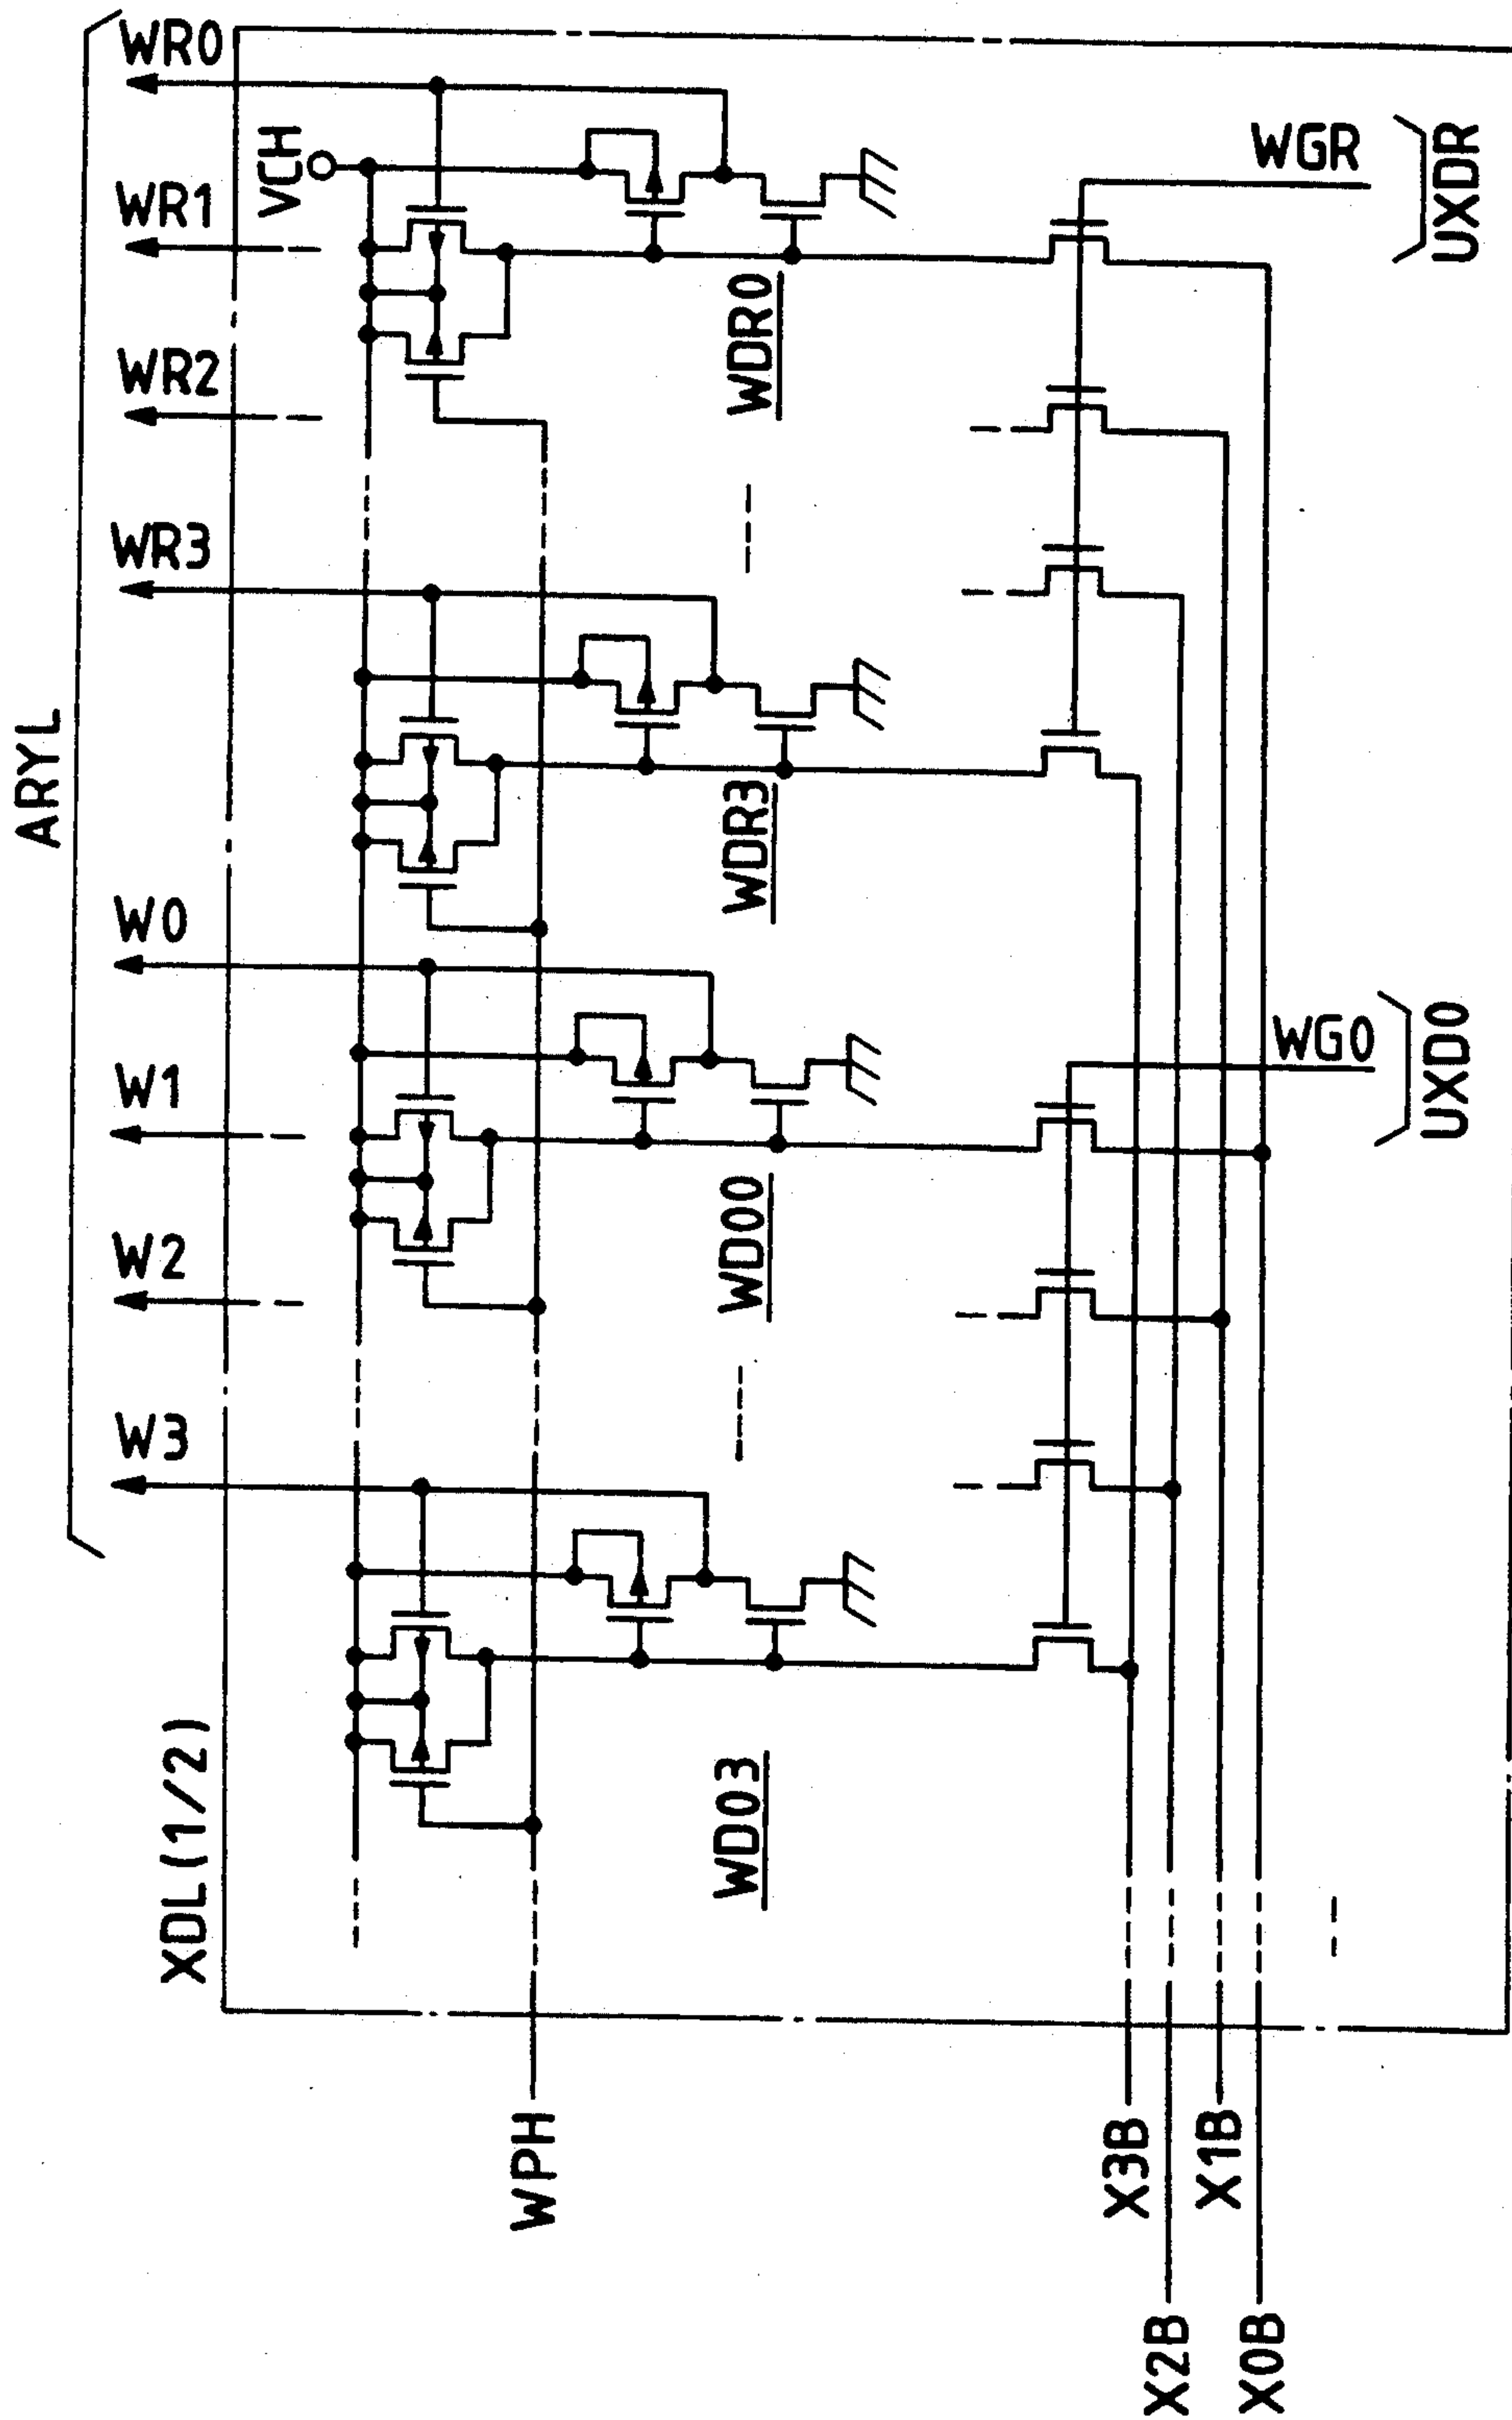 ARYL
WR0
WR1
WR2
WR3
W0
W1
W2
W3
VCH
XDL(1/2)
WDR0
WDR3
WD00
WD03
WGR
UXDR
WG0
UXD0
WPH
X3B
X2B
X1B
X0B